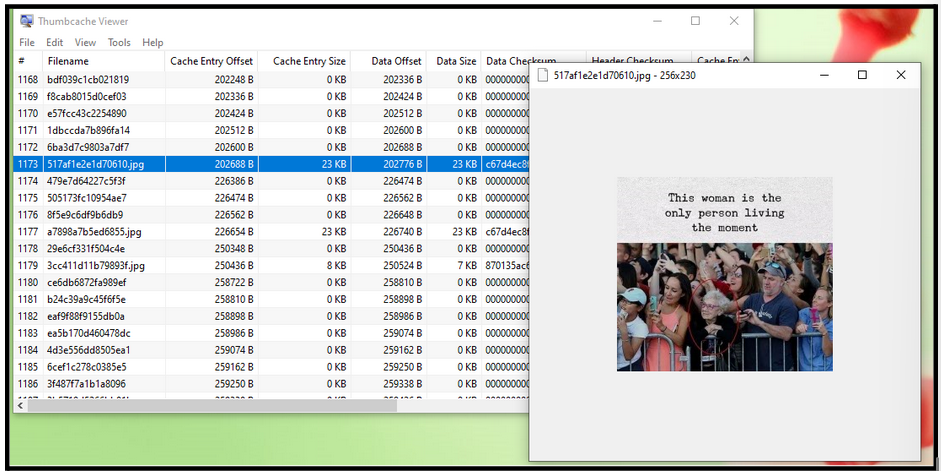 Thumbcache Viewer
File Edit View Tools Help
# Filename Cache Entry Offset Cache Entry Size Data Offset Data Size Data Checksum Header Checksum
1168 bdf039c1cb021819 202248 B 0 KB 202336 B 0 KB 000000000
1169 f8cab8015d0cef03 202336 B 0 KB 202424 B 0 KB 000000000
1170 e57fcc43c2254890 202424 B 0 KB 202512 B 0 KB 000000000
1171 1dbccda7b896fa14 202512 B 0 KB 202600 B 0 KB 000000000
1172 6ba3d7c9803a7df7 202600 B 0 KB 202688 B 0 KB 000000000
1173 517af1e2e1d70610.jpg 202688 B 23 KB 202776 B 23 KB c67d4ec8f
1174 479e7d64227c5f3f 226386 B 0 KB 226474 B 0 KB 000000000
1175 505173fc10954ae7 226474 B 0 KB 226562 B 0 KB 000000000
1176 8f5e9c6df9b6db9 226562 B 0 KB 226648 B 0 KB 000000000
1177 a7898a7b5ed6855.jpg 226654 B 23 KB 226740 B 23 KB c67d4ec8f
1178 29e6cf331f504c4e 250348 B 0 KB 250436 B 0 KB 000000000
1179 3cc411d11b79893f.jpg 250436 B 8 KB 250524 B 7 KB 870135ac
1180 ce6db6872fa989ef 258722 B 0 KB 258810 B 0 KB 000000000
1181 b24c39a9c45f6f5e 258810 B 0 KB 258898 B 0 KB 000000000
1182 eaf9f88f9155db0a 258898 B 0 KB 258986 B 0 KB 000000000
1183 ea5b170d460478dc 258986 B 0 KB 259074 B 0 KB 000000000
1184 4d3e556dd8505ea1 259074 B 0 KB 259162 B 0 KB 000000000
1185 6cef1c278c0385e5 259162 B 0 KB 259250 B 0 KB 000000000
1186 3f487f7a1b1a8096 259250 B 0 KB 259338 B 0 KB 000000000
517af1e2e1d70610.jpg - 256x230
This woman is the
only person living
the moment